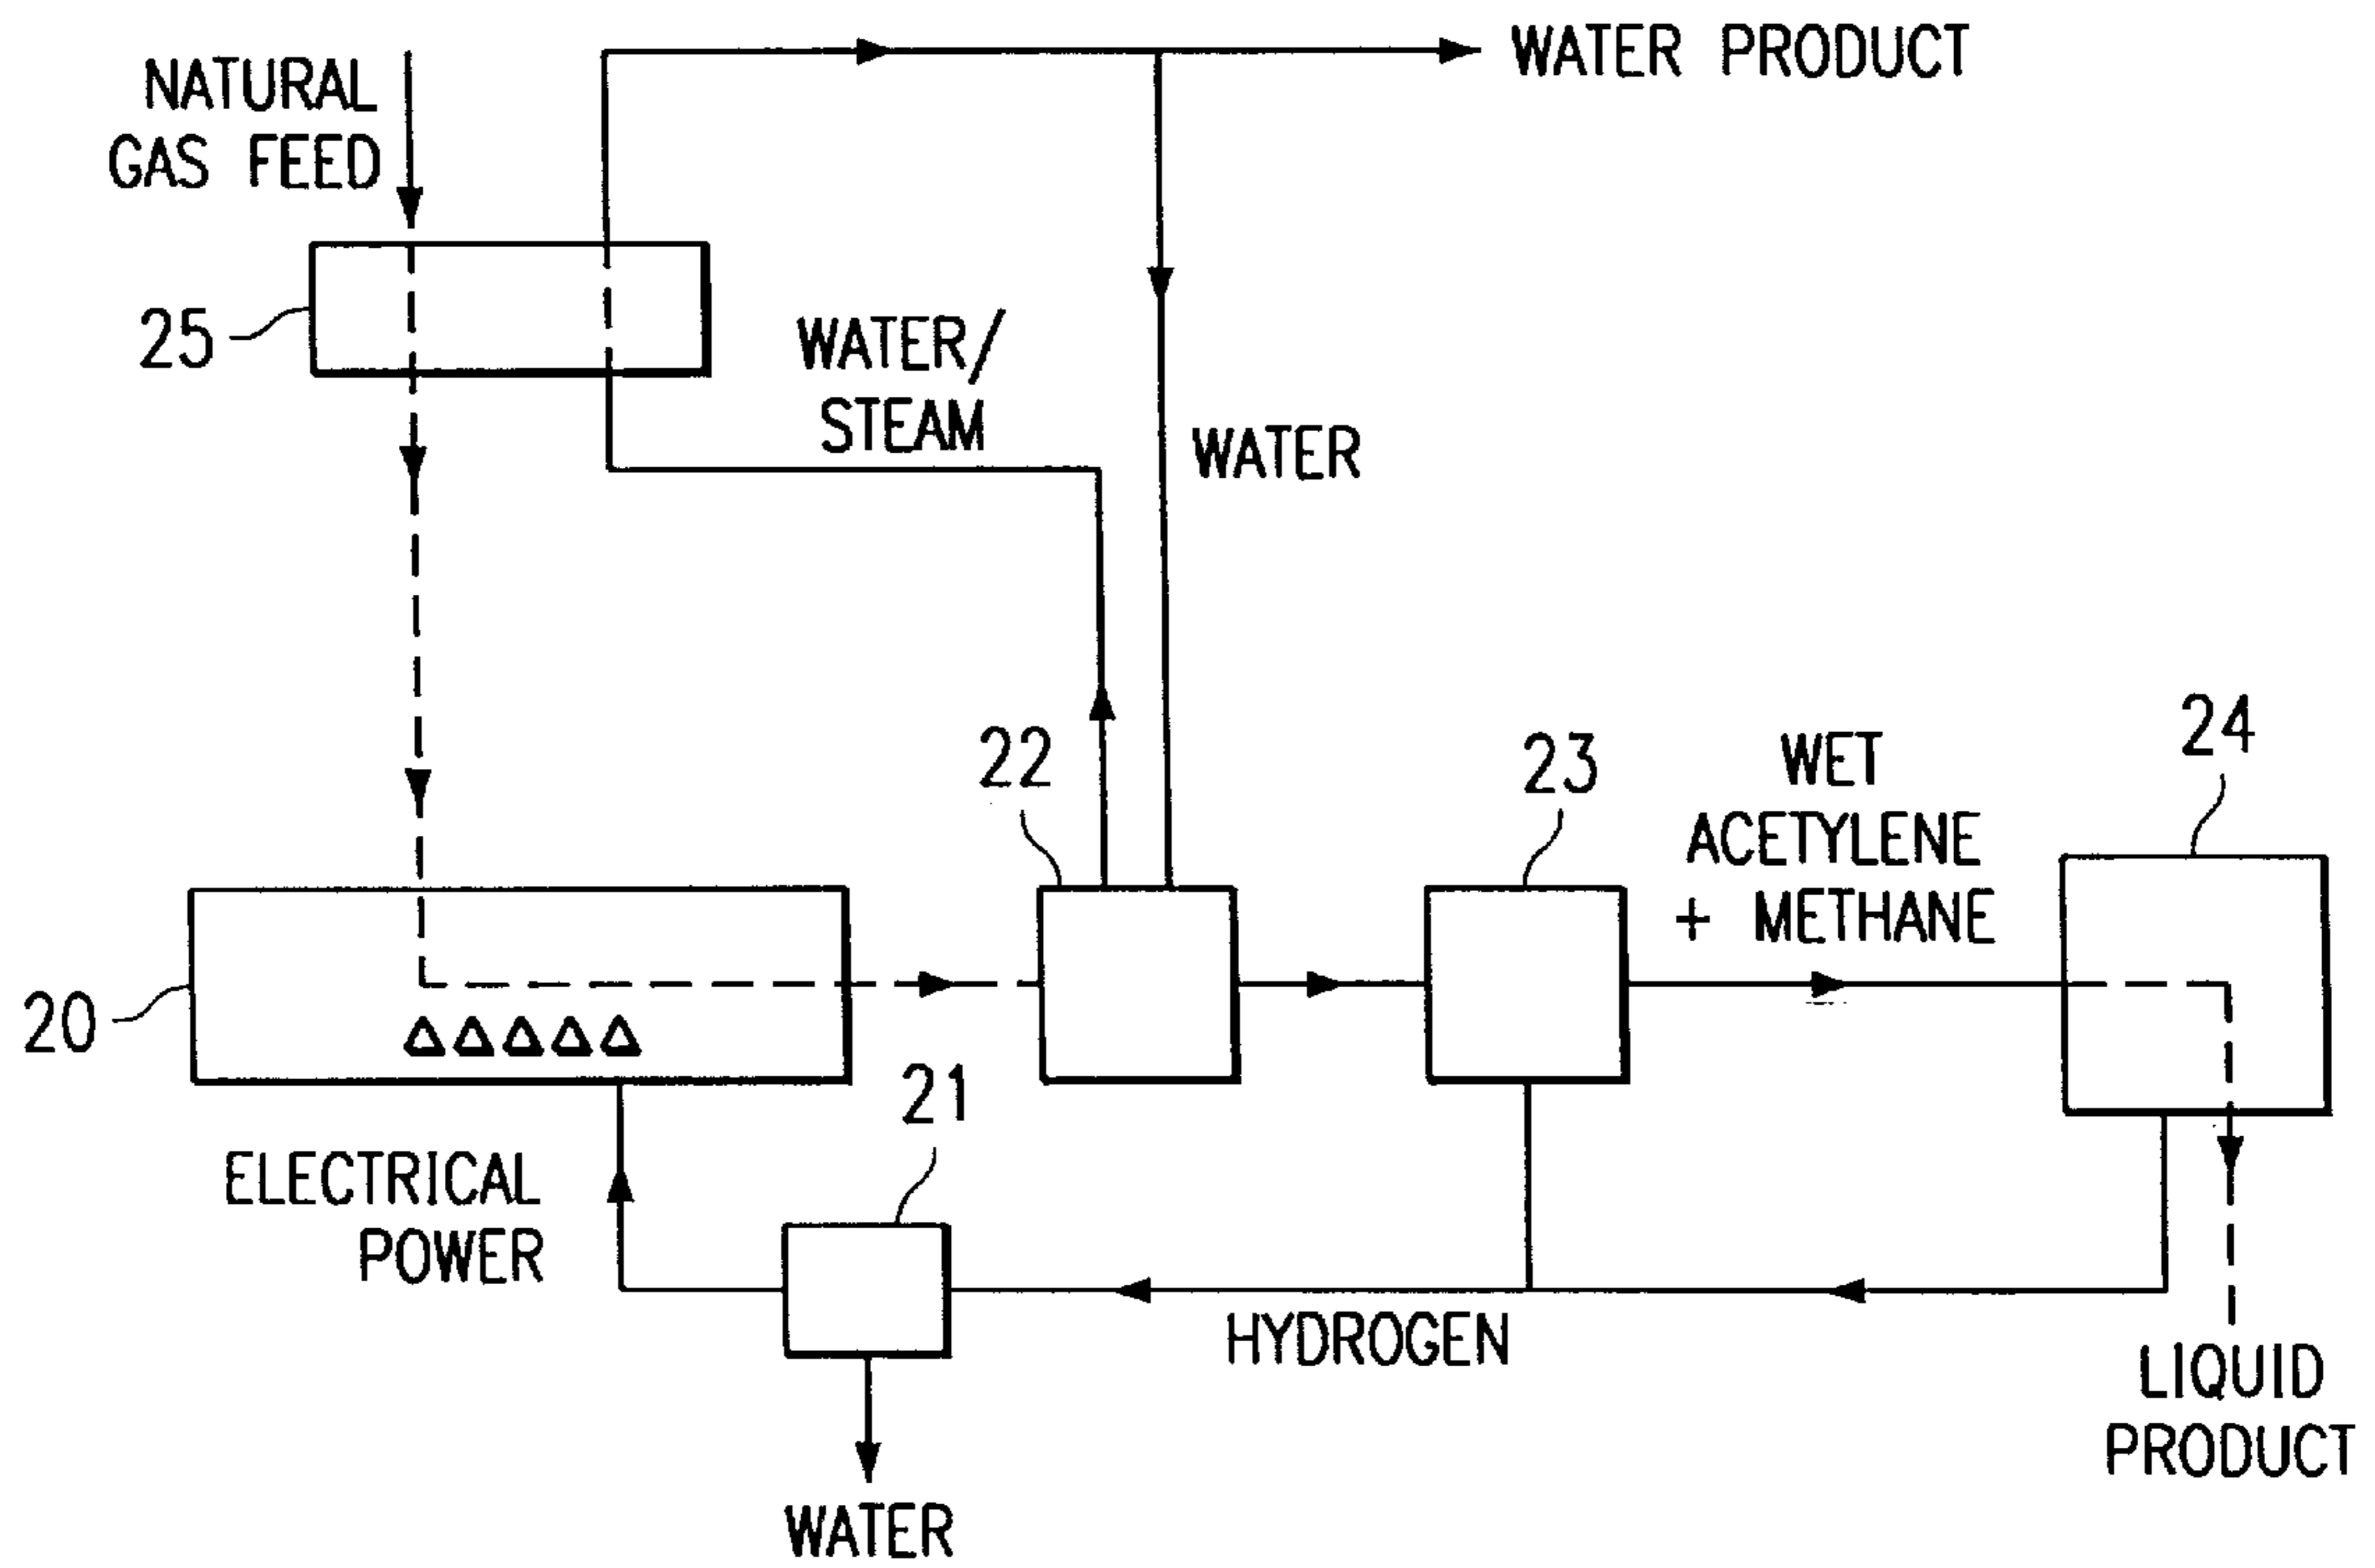 WATER PRODUCT
NATURAL
GAS FEED
25
WATER/
STEAM
WATER
22
23
WET
ACETYLENE
+ METHANE
24
20
21
ELECTRICAL
POWER
HYDROGEN
LIQUID
PRODUCT
WATER